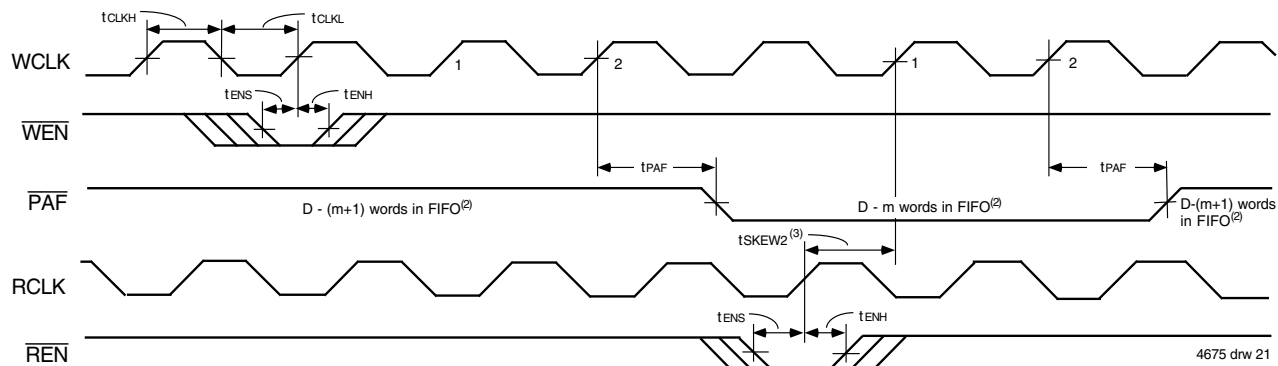 tCLKH tCLKL
WCLK 1 2 1 2
tENS tENH
WEN
tPAF tPAF
PAF
D - (m+1) words in FIFO(2) D - m words in FIFO(2) D-(m+1) words
in FIFO(2)
tSKEW2(3)
RCLK
tENS tENH
REN
4675 drw 21